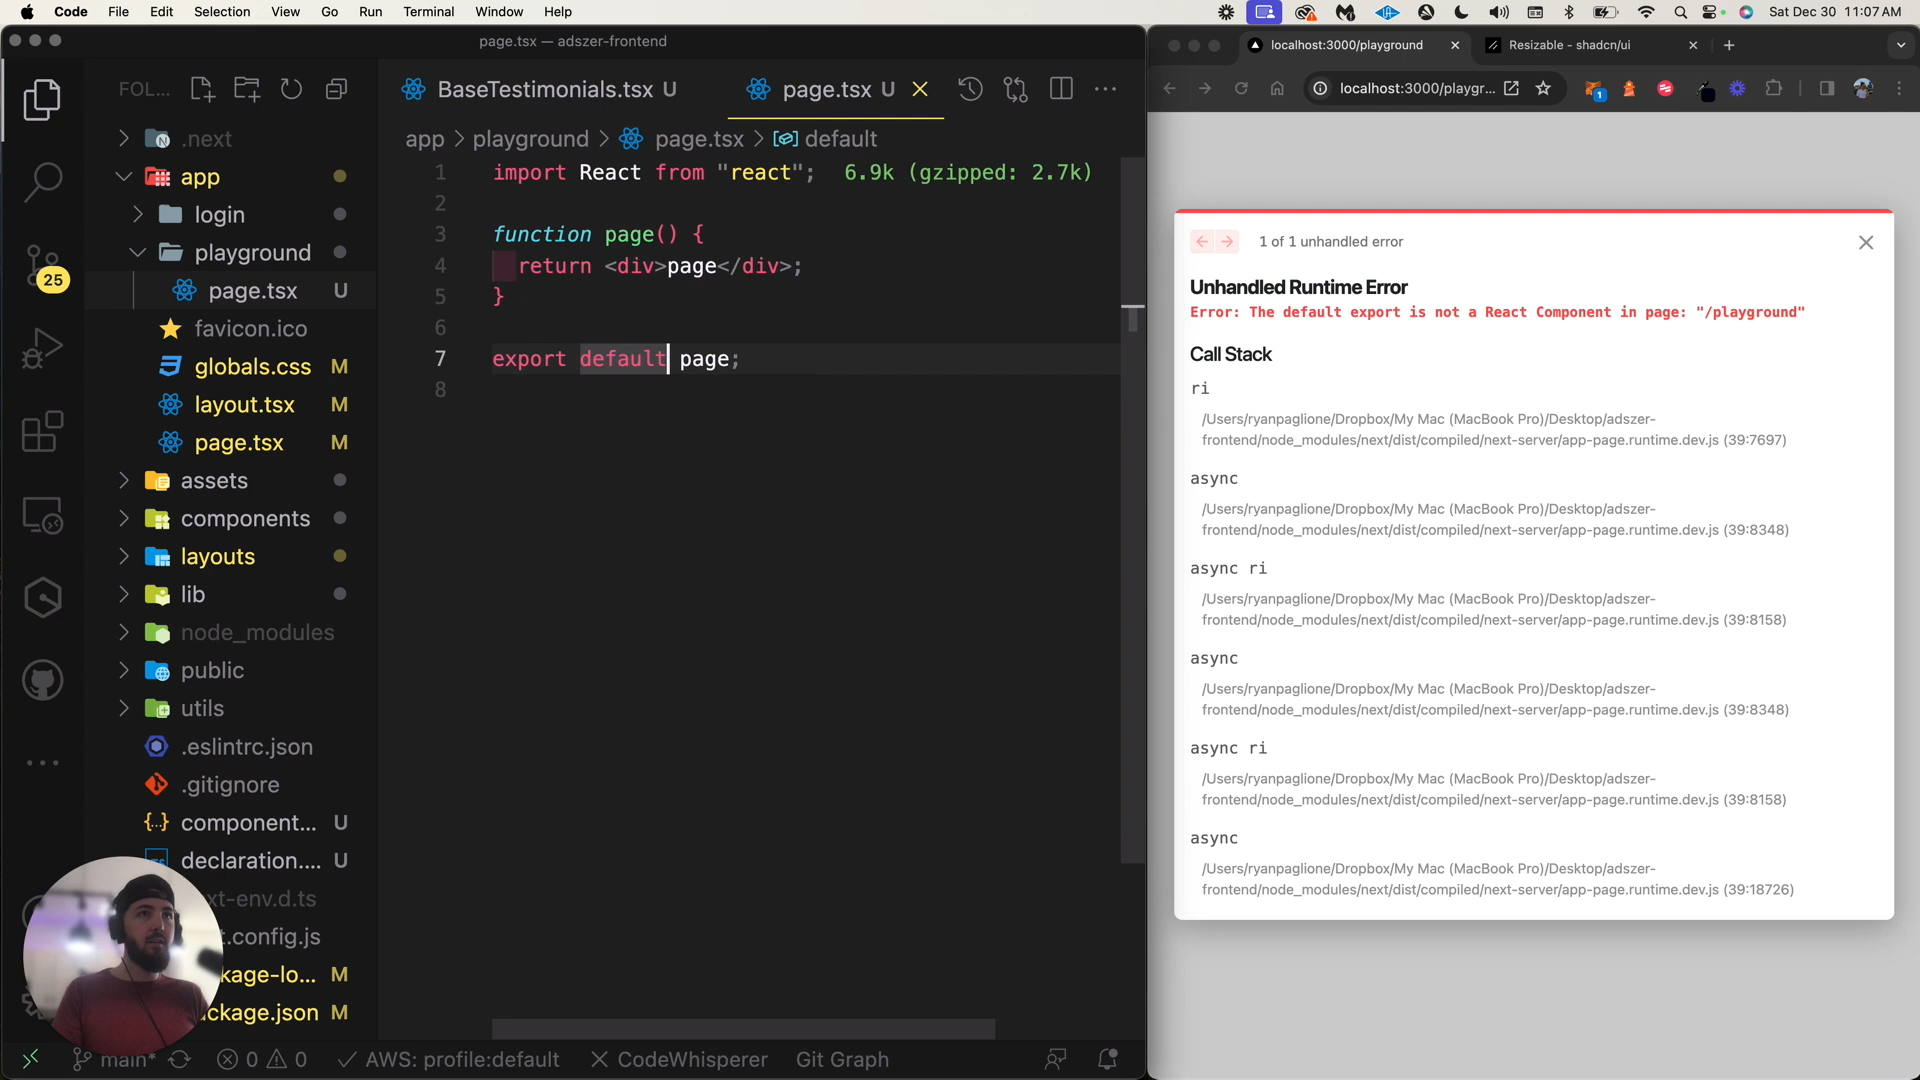 Code File Edit Selection View Go Run Terminal Window Help
Sat Dec 30 11:07 AM
page.tsx — adszer-frontend
localhost:3000/playground
Resizable - shadcn/ui
localhost:3000/playgr...
1
FOL...
BaseTestimonials.tsx U
page.tsx U
app > playground > page.tsx > default
.next
app
login
playground
page.tsx U
favicon.ico
globals.css M
layout.tsx M
page.tsx M
assets
components
layouts
lib
node_modules
public
utils
.eslintrc.json
.gitignore
component... U
declaration.... U
xt-env.d.ts
t.config.js
kage-lo... M
ckage.json M
25
1 import React from "react"; 6.9k (gzipped: 2.7k)
2
3 function page() {
4 return <div>page</div>;
5 }
6
7 export default page;
8
1 of 1 unhandled error
Unhandled Runtime Error
Error: The default export is not a React Component in page: "/playground"
Call Stack
ri
/Users/ryanpaglione/Dropbox/My Mac (MacBook Pro)/Desktop/adszer-
frontend/node_modules/next/dist/compiled/next-server/app-page.runtime.dev.js (39:7697)
async
/Users/ryanpaglione/Dropbox/My Mac (MacBook Pro)/Desktop/adszer-
frontend/node_modules/next/dist/compiled/next-server/app-page.runtime.dev.js (39:8348)
async ri
/Users/ryanpaglione/Dropbox/My Mac (MacBook Pro)/Desktop/adszer-
frontend/node_modules/next/dist/compiled/next-server/app-page.runtime.dev.js (39:8158)
async
/Users/ryanpaglione/Dropbox/My Mac (MacBook Pro)/Desktop/adszer-
frontend/node_modules/next/dist/compiled/next-server/app-page.runtime.dev.js (39:8348)
async ri
/Users/ryanpaglione/Dropbox/My Mac (MacBook Pro)/Desktop/adszer-
frontend/node_modules/next/dist/compiled/next-server/app-page.runtime.dev.js (39:8158)
async
/Users/ryanpaglione/Dropbox/My Mac (MacBook Pro)/Desktop/adszer-
frontend/node_modules/next/dist/compiled/next-server/app-page.runtime.dev.js (39:18726)
main* 0 0 AWS: profile:default CodeWhisperer Git Graph